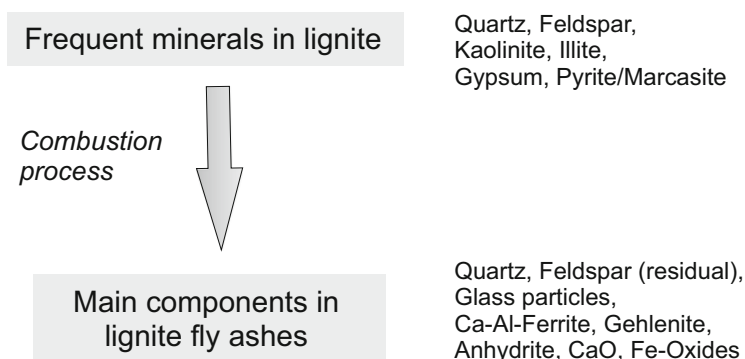 Frequent minerals in lignite
Quartz, Feldspar,
Kaolinite, Illite,
Gypsum, Pyrite/Marcasite
Combustion
process
Main components in
lignite fly ashes
Quartz, Feldspar (residual),
Glass particles,
Ca-Al-Ferrite, Gehlenite,
Anhydrite, CaO, Fe-Oxides